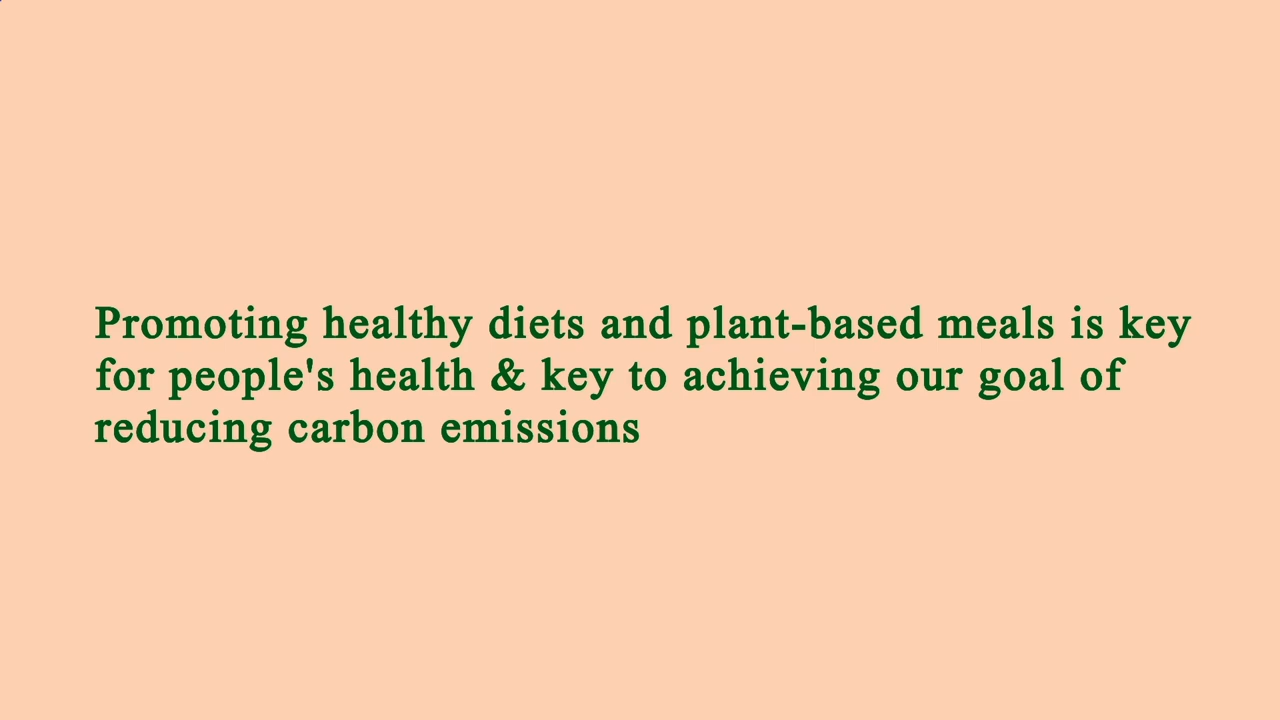 Promoting healthy diets and plant-based meals is key
for people's health & key to achieving our goal of
reducing carbon emissions